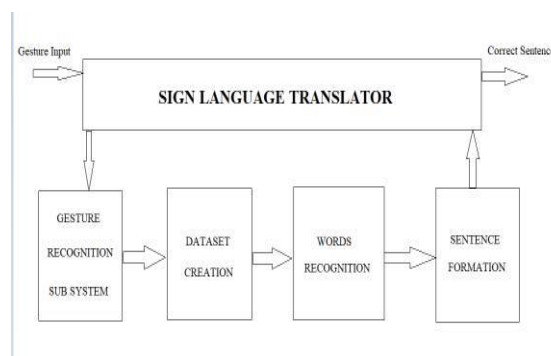 Gesture Input
Correct Sentence
SIGN LANGUAGE TRANSLATOR
GESTURE
RECOGNITION
SUB SYSTEM
DATASET
CREATION
WORDS
RECOGNITION
SENTENCE
FORMATION